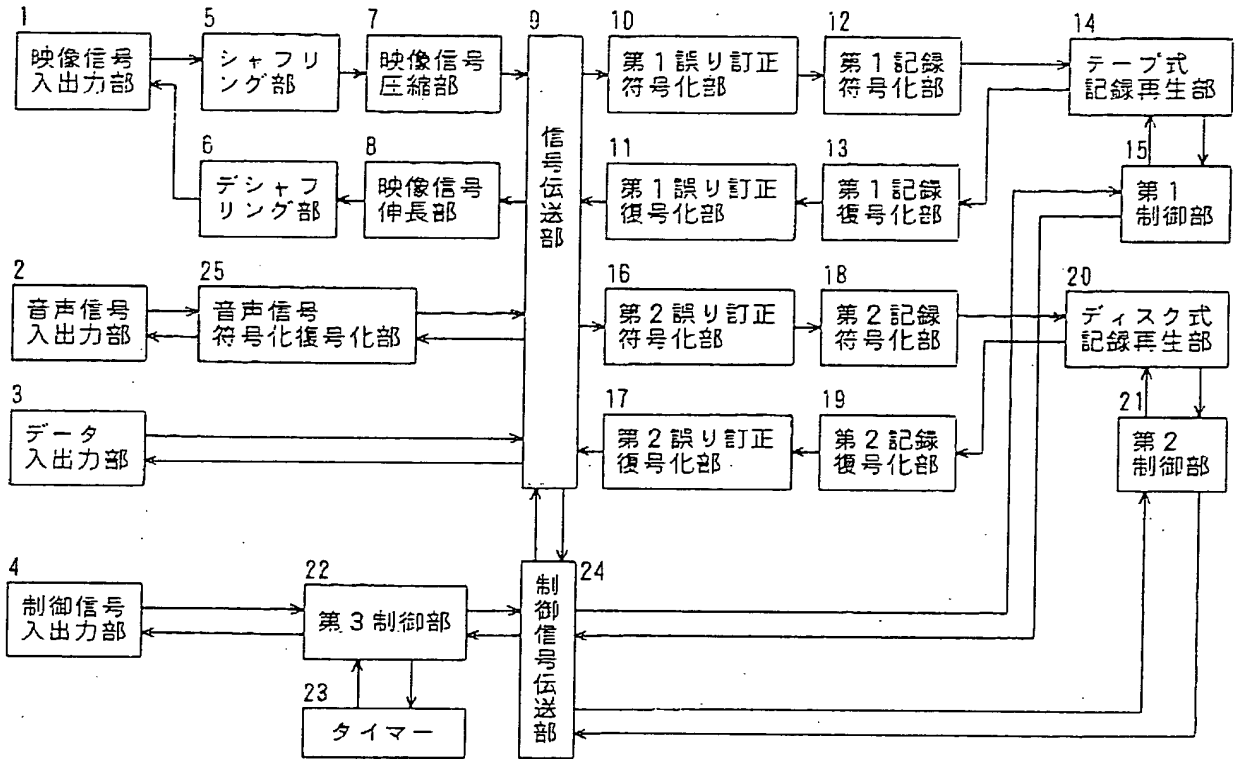 1
映像信号
入出力部
5
シャフリ
ング部
7
映像信号
圧縮部
9
信号伝送部
10
第1誤り訂正
符号化部
12
第1記録
符号化部
14
テープ式
記録再生部
6
デシャフ
リング部
8
映像信号
伸長部
11
第1誤り訂正
復号化部
13
第1記録
復号化部
15
第1
制御部
2
音声信号
入出力部
25
音声信号
符号化復号化部
16
第2誤り訂正
符号化部
18
第2記録
符号化部
20
ディスク式
記録再生部
3
データ
入出力部
17
第2誤り訂正
復号化部
19
第2記録
復号化部
21
第2
制御部
4
制御信号
入出力部
22
第3制御部
24
制御信号伝送部
23
タイマー